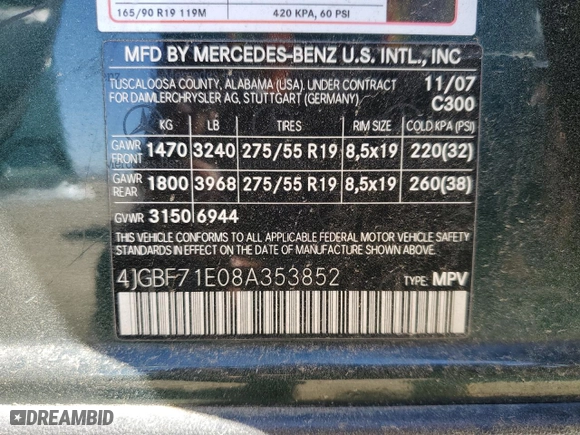 165/90 R19 119M 420 KPA, 60 PSI
MFD BY MERCEDES-BENZ U.S. INTL., INC
TUSCALOOSA COUNTY, ALABAMA (USA). UNDER CONTRACT 11/07
FOR DAIMLERCHRYSLER AG, STUTTGART (GERMANY) C300
KG LB TIRES RIM SIZE COLD KPA (PSI)
GAWR FRONT 1470 3240 275/55 R19 8,5x19 220(32)
GAWR REAR 1800 3968 275/55 R19 8,5x19 260(38)
GVWR 3150 6944
THIS VEHICLE CONFORMS TO ALL APPLICABLE FEDERAL MOTOR VEHICLE SAFETY
STANDARDS IN EFFECT ON THE DATE OF MANUFACTURE SHOWN ABOVE.
4JGBF71E08A353852 TYPE: MPV
DREAMBID